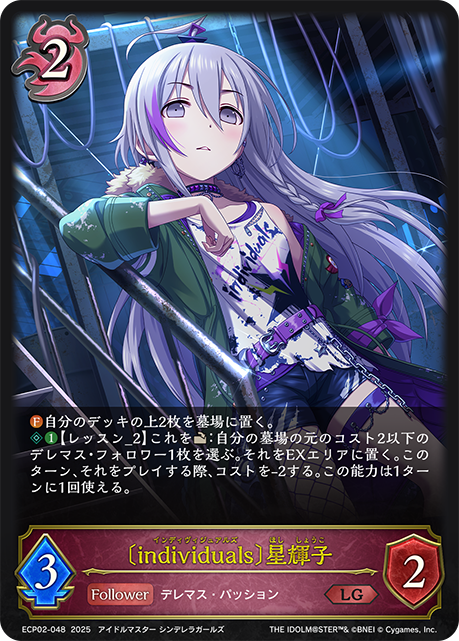 2
individuals
F 自分のデッキの上2枚を墓場に置く。
1【レッスン_2】これを:自分の墓場の元のコスト2以下の
デレマス・フォロワー1枚を選ぶ。それをEXエリアに置く。この
ターン、それをプレイする際、コストを-2する。この能力は1ター
ンに1回使える。
インディヴィジュアルズ ほし しょうこ
〔individuals〕星輝子
3
2
Follower デレマス・パッション LG
ECP02-048 2025 アイドルマスター シンデレラガールズ THE IDOLM@STER™& ©BNEI © Cygames, Inc.